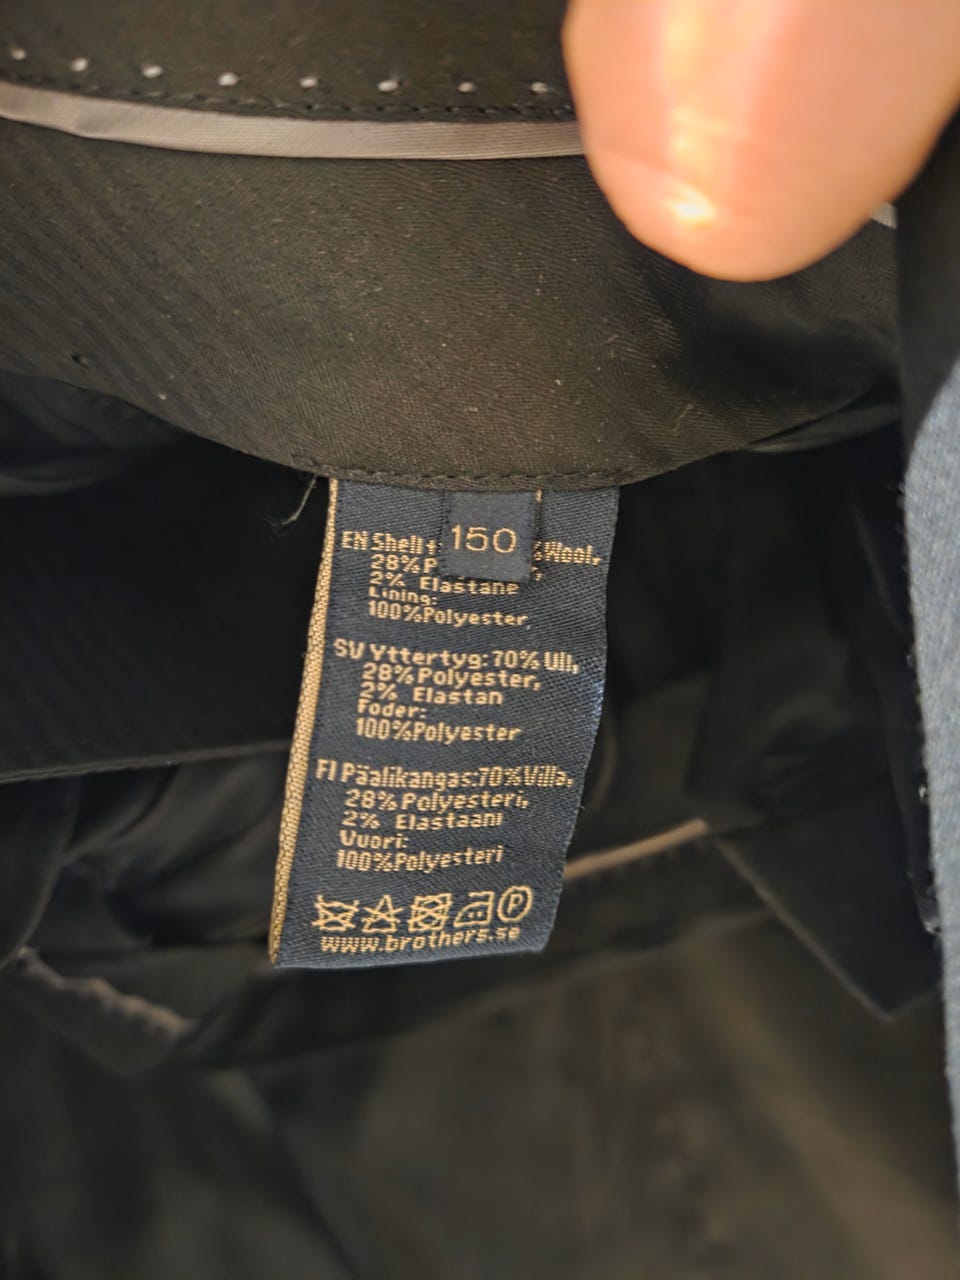 150
EN Shell Wool,
28%P
2% Elastane
Lining:
100%Polyester
SV Yttertyg:70% Ull,
28%Polyester,
2% Elastan
Foder:
100%Polyester
FI Päälikangas:70%Villa,
28%Polyesteri,
2% Elastaani
Vuori:
100%Polyesteri
P
www.brothers.se